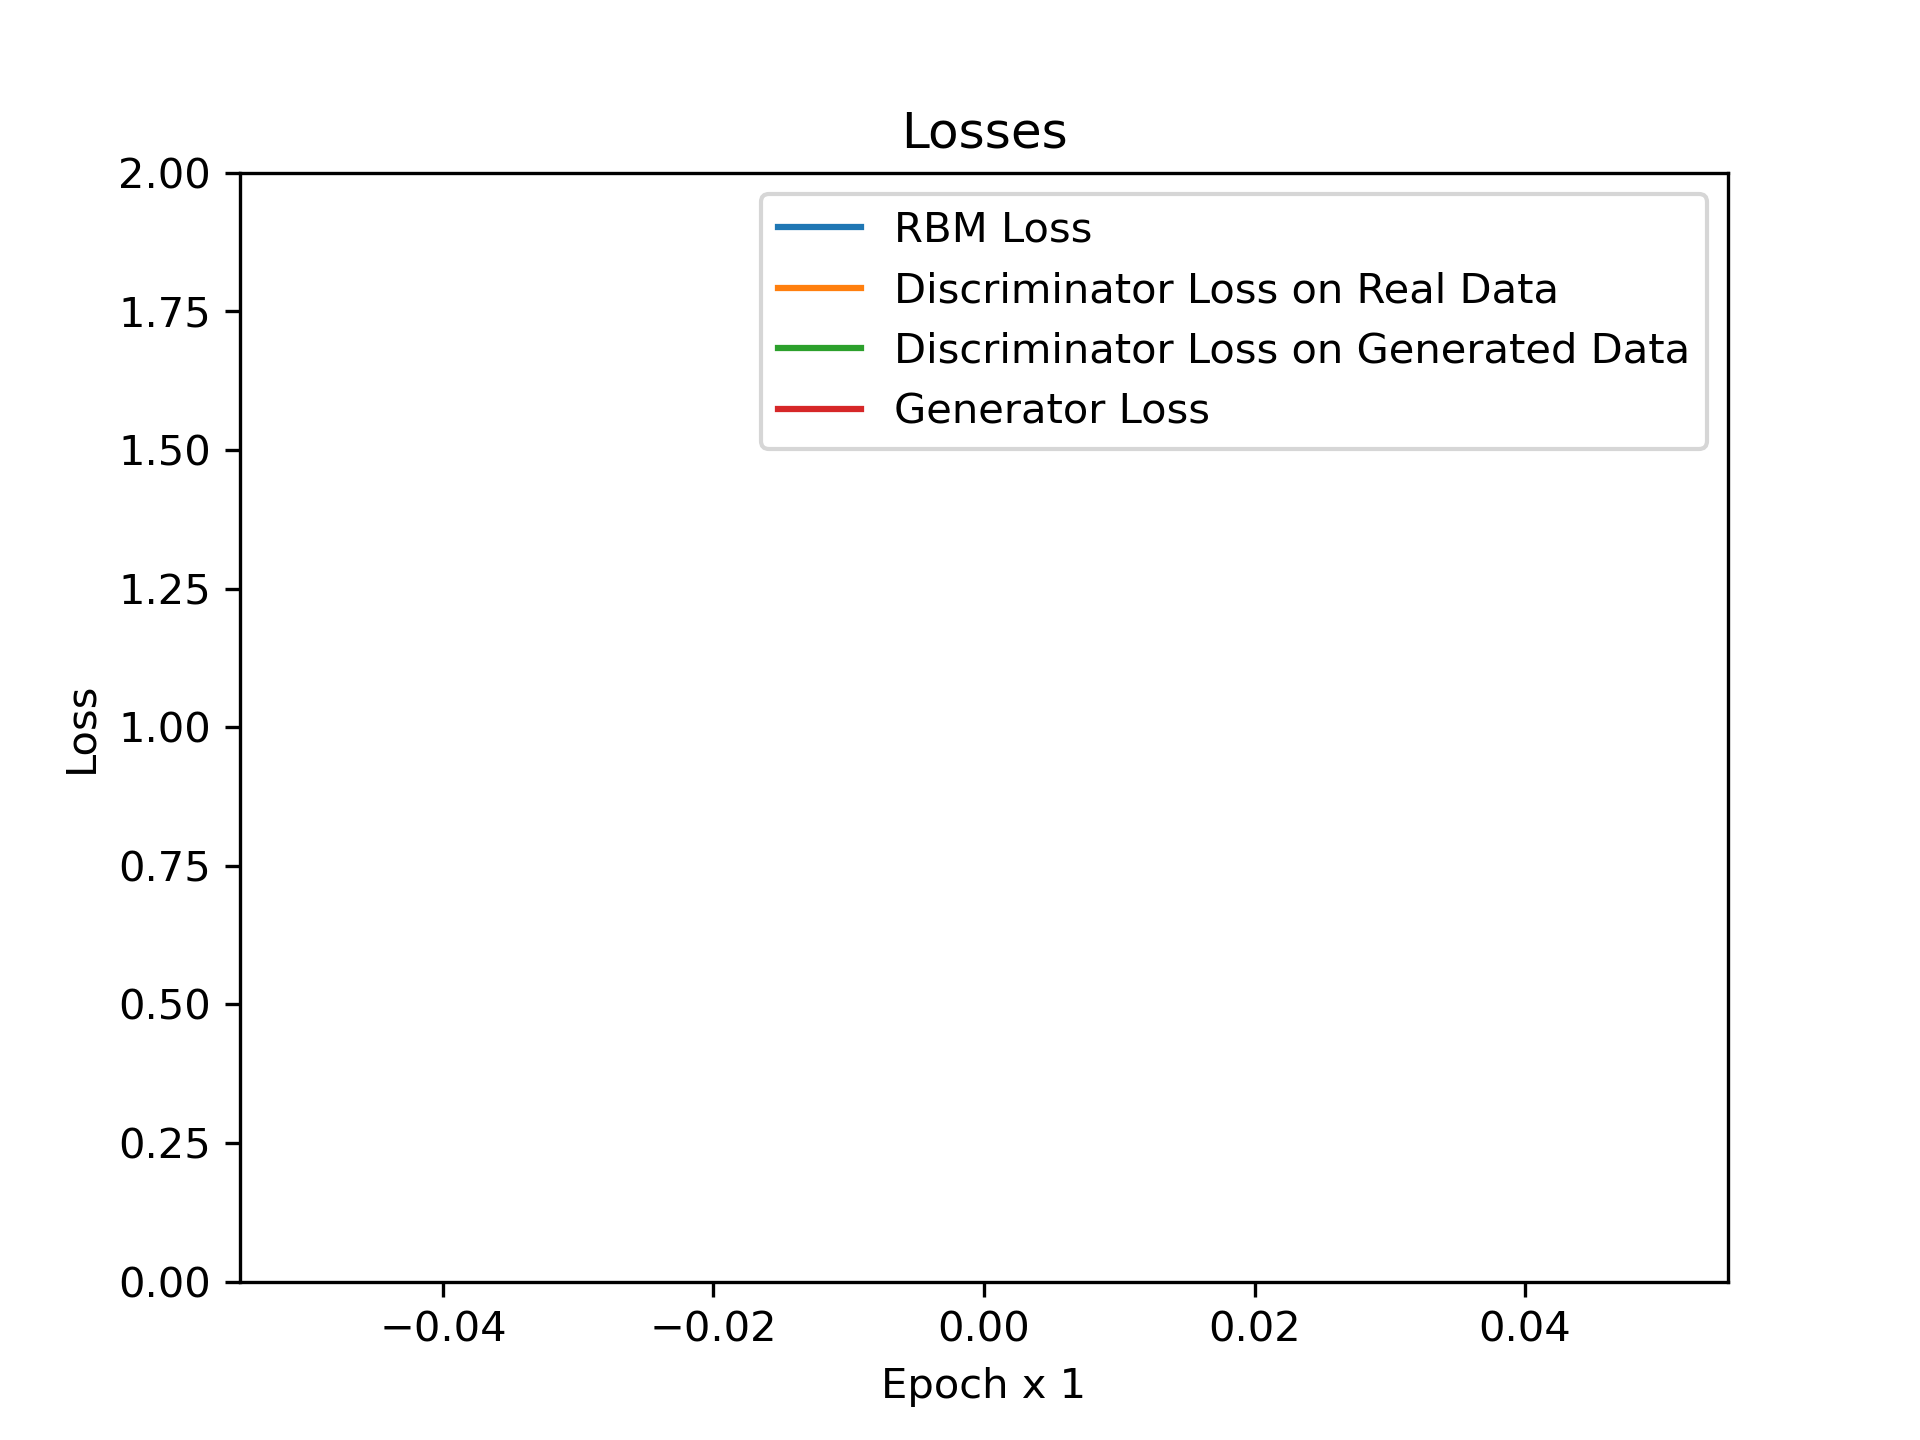 Losses
2.00
1.75
1.50
1.25
1.00
0.75
0.50
0.25
0.00
Loss
RBM Loss
Discriminator Loss on Real Data
Discriminator Loss on Generated Data
Generator Loss
−0.04 −0.02 0.00 0.02 0.04
Epoch x 1